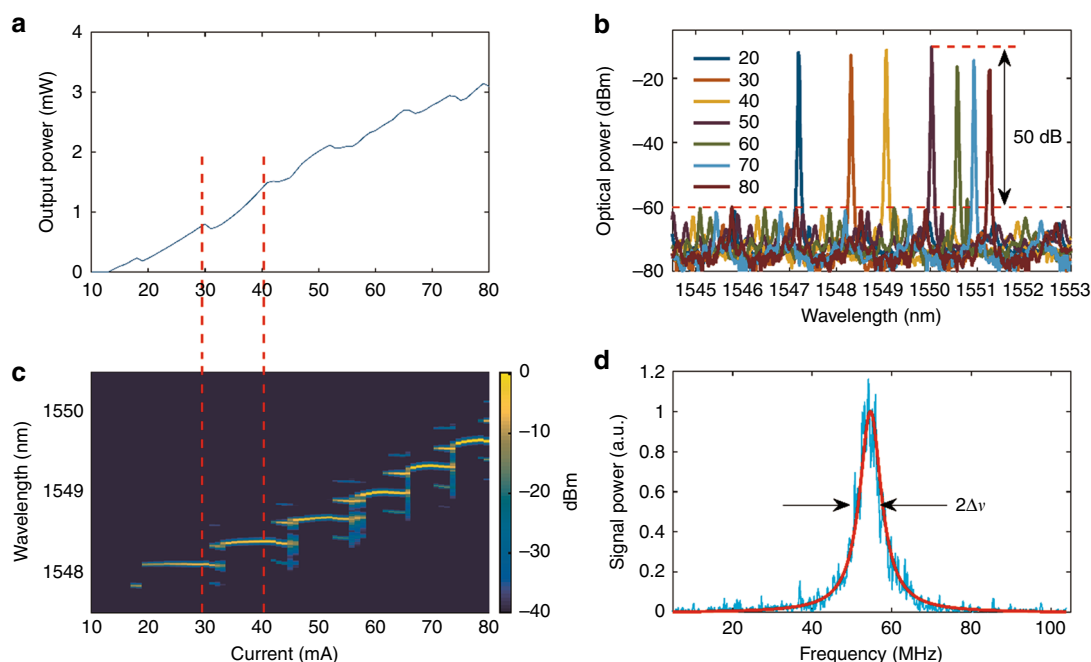 a
Output power (mW)
4
3
2
1
0
10 20 30 40 50 60 70 80
b
Optical power (dBm)
−20
−40
−60
−80
20
30
40
50
60
70
80
50 dB
1545 1546 1547 1548 1549 1550 1551 1552 1553
Wavelength (nm)
c
Wavelength (nm)
1550
1549
1548
10 20 30 40 50 60 70 80
Current (mA)
0
−10
−20
−30
−40
dBm
d
Signal power (a.u.)
1.2
1
0.8
0.6
0.4
0.2
0
2Δν
20 40 60 80 100
Frequency (MHz)